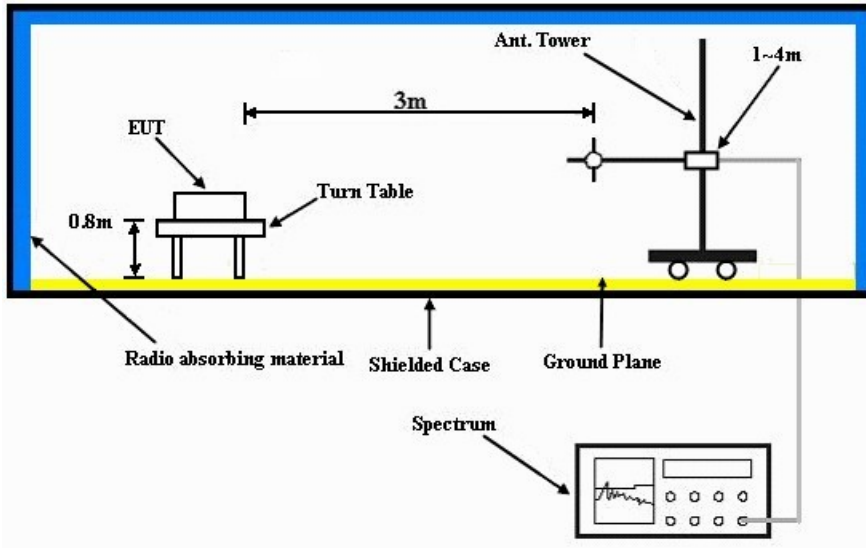 Ant. Tower
1~4m
3m
EUT
Turn Table
0.8m
Radio absorbing material
Shielded Case
Ground Plane
Spectrum